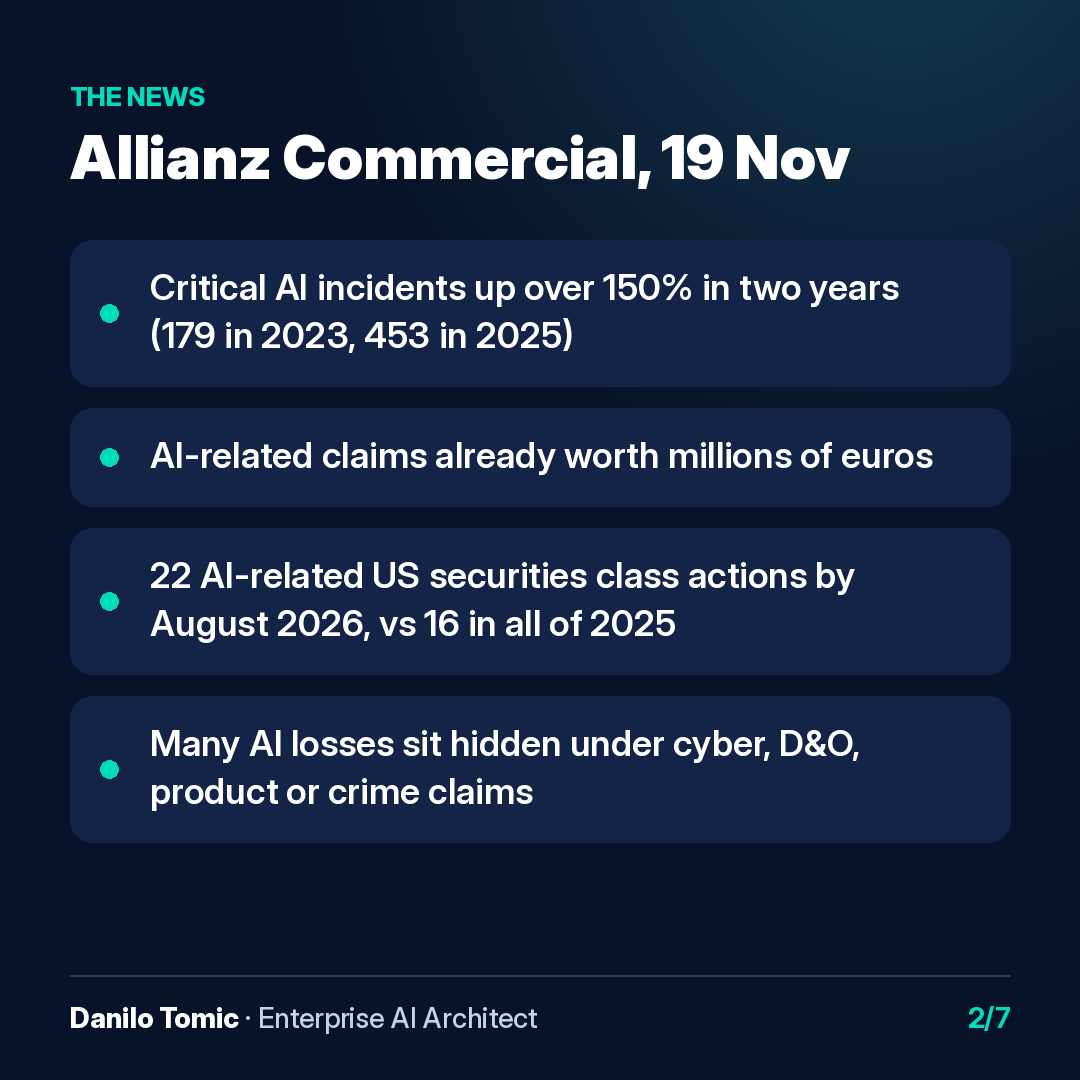 THE NEWS
Allianz Commercial, 19 Nov
Critical AI incidents up over 150% in two years
(179 in 2023, 453 in 2025)
AI-related claims already worth millions of euros
22 AI-related US securities class actions by
August 2026, vs 16 in all of 2025
Many AI losses sit hidden under cyber, D&O,
product or crime claims
Danilo Tomic · Enterprise AI Architect
2/7